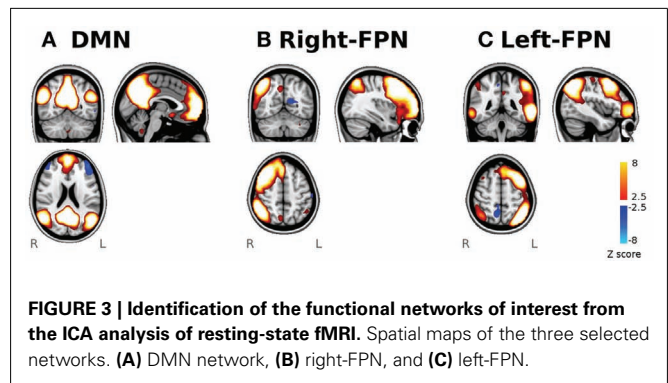 A DMN
B Right-FPN
C Left-FPN
8
2.5
-2.5
-8
Z score
R L
R L
R L
FIGURE 3 | Identification of the functional networks of interest from
the ICA analysis of resting-state fMRI. Spatial maps of the three selected
networks. (A) DMN network, (B) right-FPN, and (C) left-FPN.